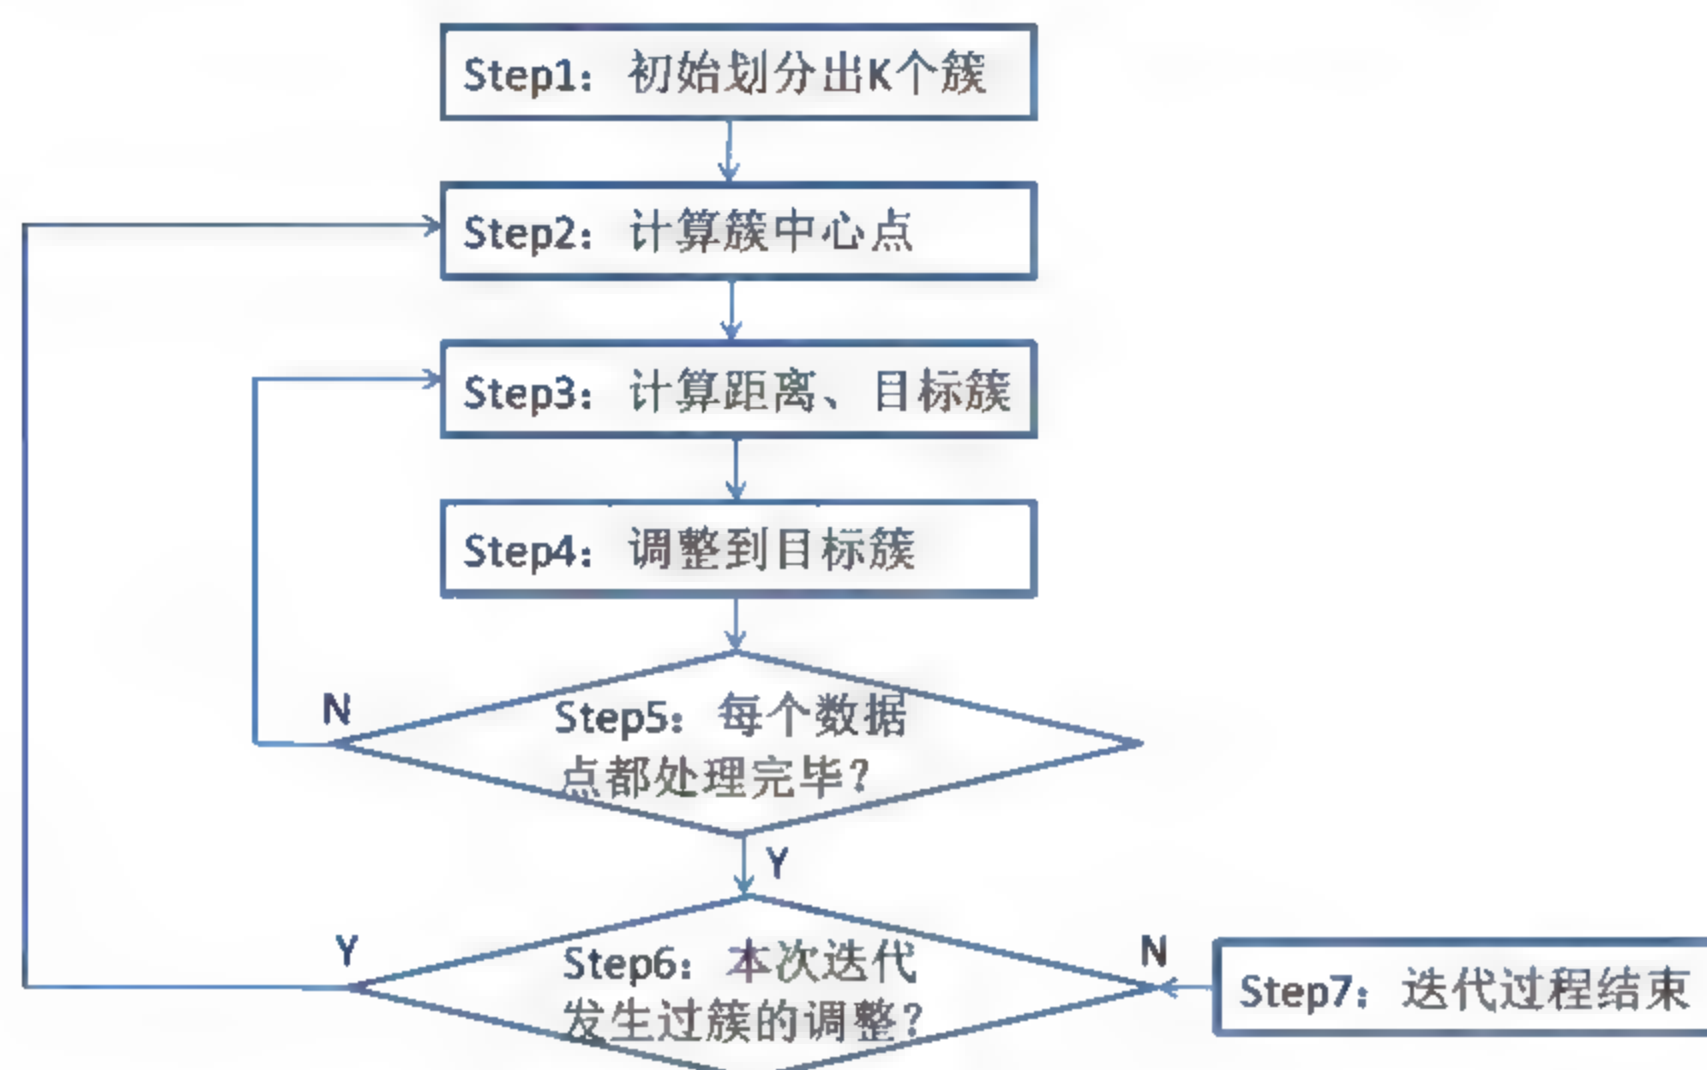 Step1：初始划分出K个簇
Step2：计算簇中心点
Step3：计算距离、目标簇
Step4：调整到目标簇
N
Step5：每个数据
点都处理完毕？
Y
Y
Step6：本次迭代
发生过簇的调整？
N
Step7：迭代过程结束